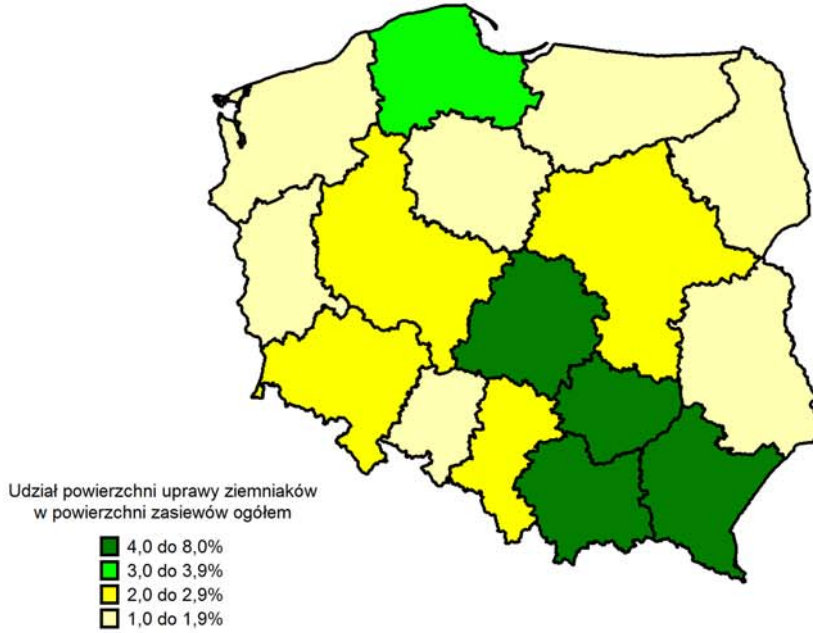 Udział powierzchni uprawy ziemniaków
w powierzchni zasiewów ogółem
4,0 do 8,0%
3,0 do 3,9%
2,0 do 2,9%
1,0 do 1,9%